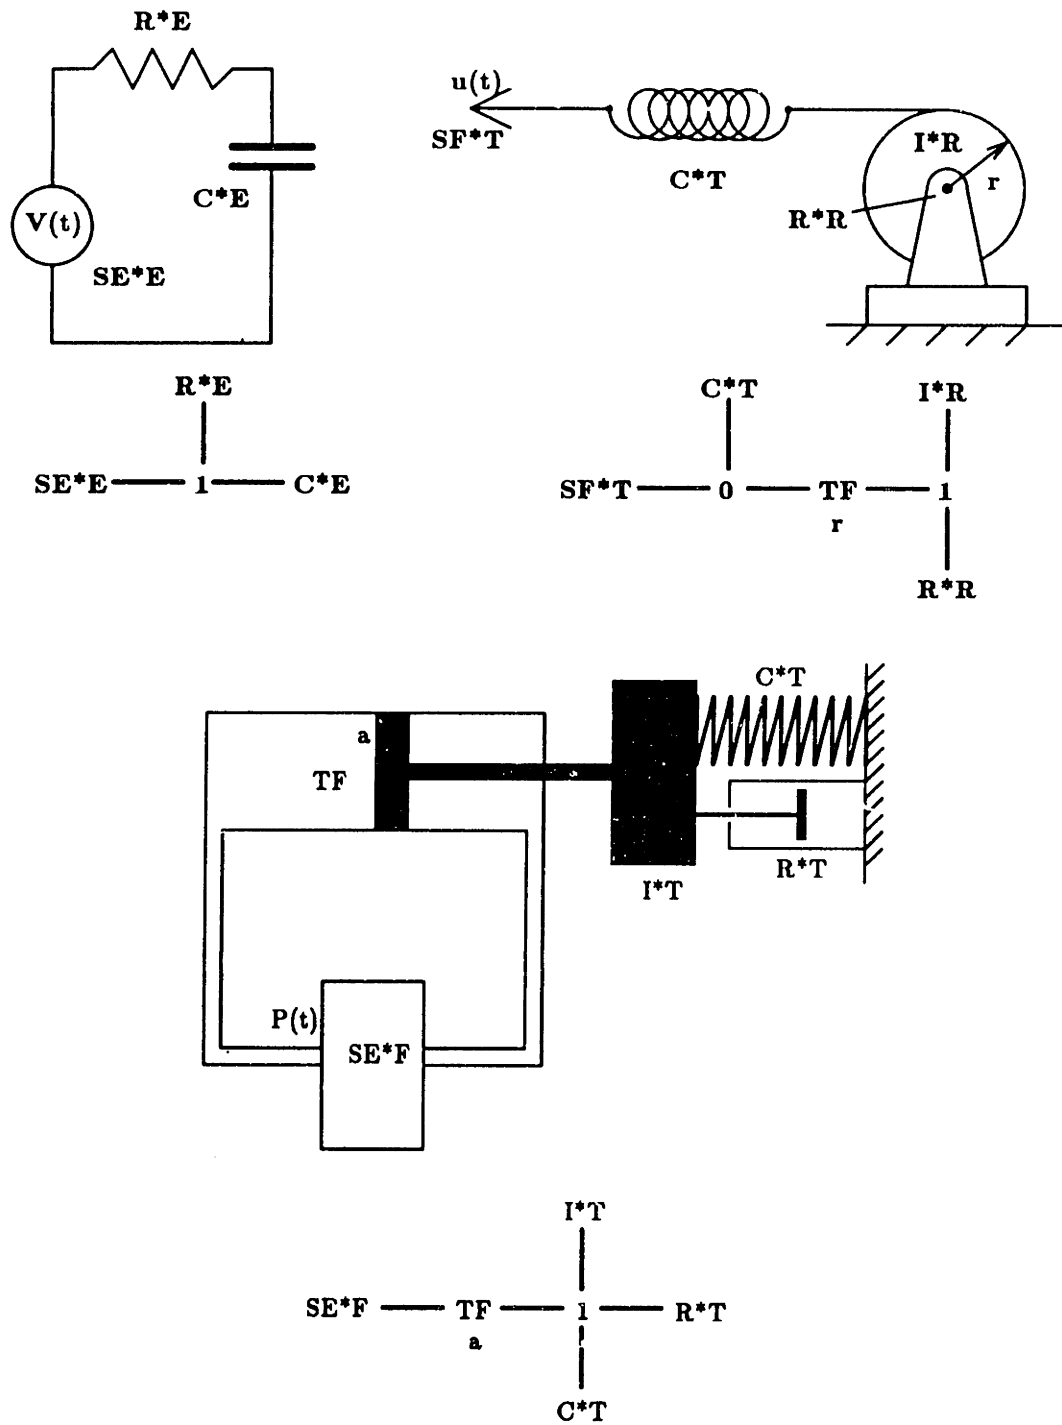 R*E
V(t)
C*E
SE*E
u(t)
SF*T
C*T
I*R
r
R*R
R*E
SE*E 1 C*E
C*T I*R
SF*T 0 TF 1
r
R*R
C*T
a
TF
R*T
I*T
P(t)
SE*F
I*T
SE*F TF 1 R*T
a
C*T